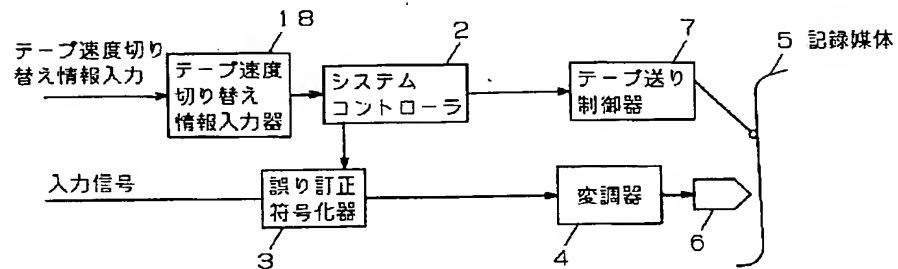 18
2
7
5 記録媒体
テープ速度切り
替え情報入力
テープ速度
切り替え
情報入力器
システム
コントローラ
テープ送り
制御器
入力信号
誤り訂正
符号化器
変調器
3
4
6